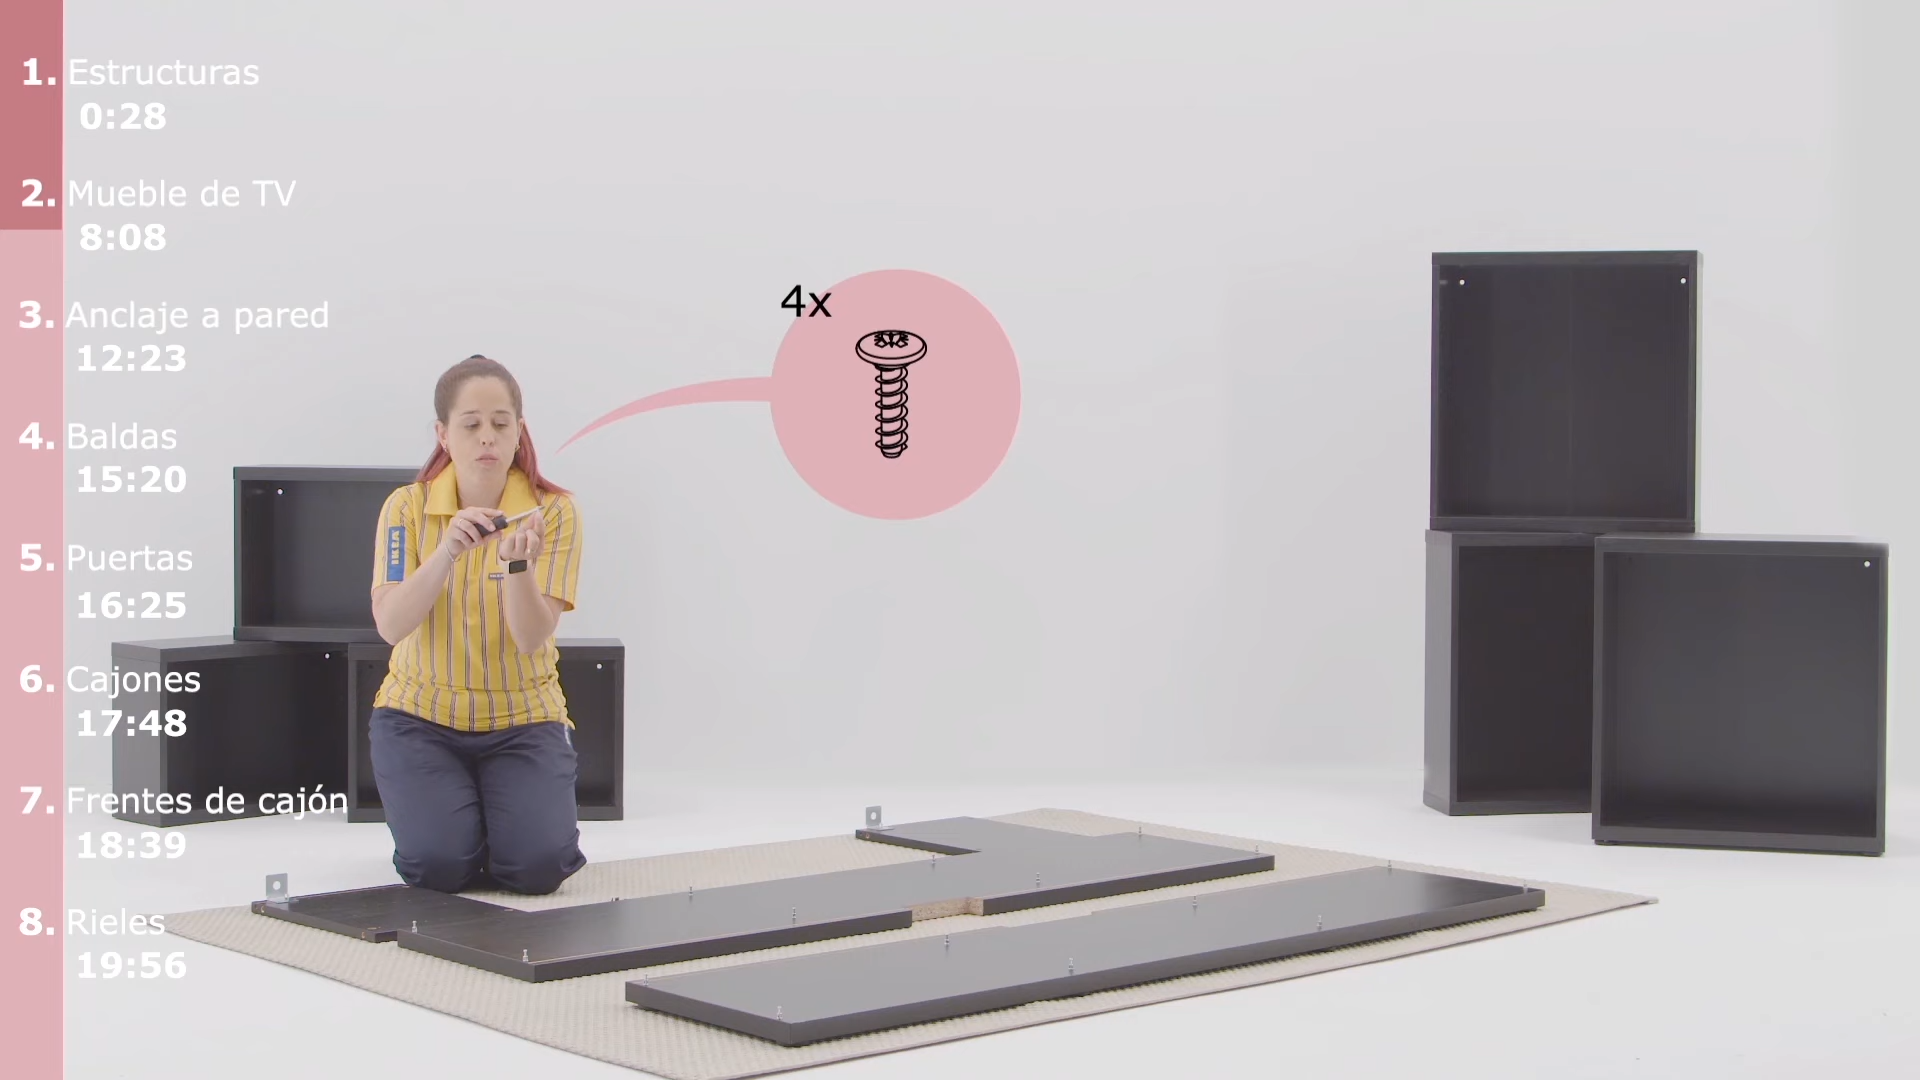 1. Estructuras
0:28
2. Mueble de TV
8:08
3. Anclaje a pared
12:23
4. Baldas
15:20
5. Puertas
16:25
6. Cajones
17:48
7. Frentes de cajón
18:39
8. Rieles
19:56
4x
IKEA